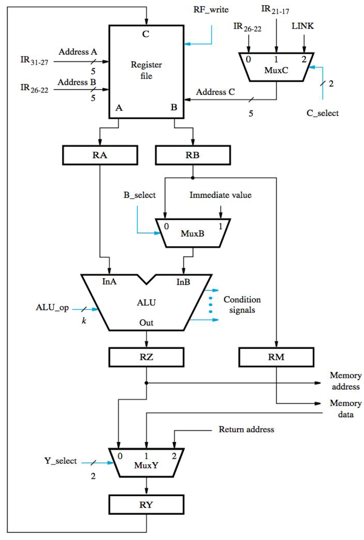 RF_write
IR21-17
IR26-22
LINK
C
IR31-27
Address A
5
Register
file
0 1 2
MuxC
IR26-22
Address B
5
Address C
5
2
C_select
A
B
RA
RB
B_select
Immediate value
0
1
MuxB
InA
InB
ALU_op
k
ALU
Condition
signals
Out
RZ
RM
Memory
address
Memory
data
Return address
Y_select
2
0 1 2
MuxY
RY